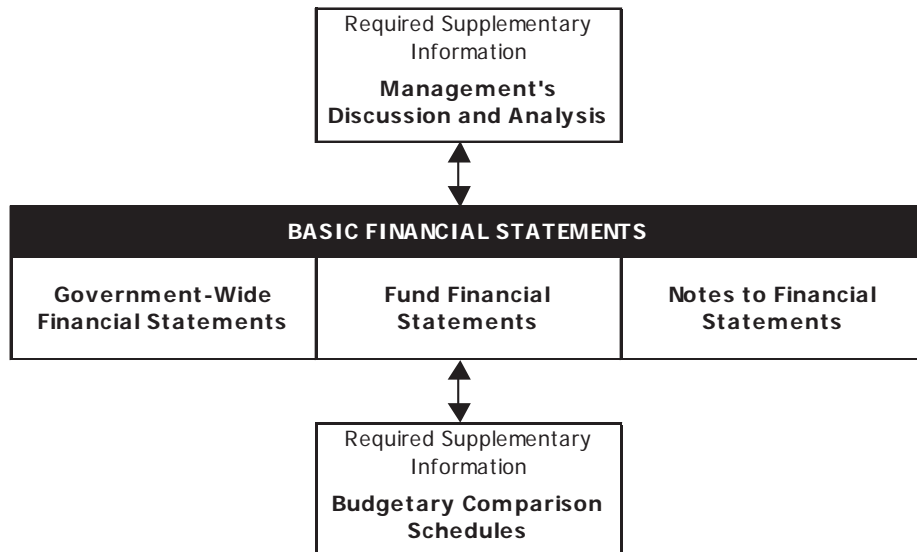 Required Supplementary
Information
Management's
Discussion and Analysis
BASIC FINANCIAL STATEMENTS
Government-Wide
Financial Statements
Fund Financial
Statements
Notes to Financial
Statements
Required Supplementary
Information
Budgetary Comparison
Schedules